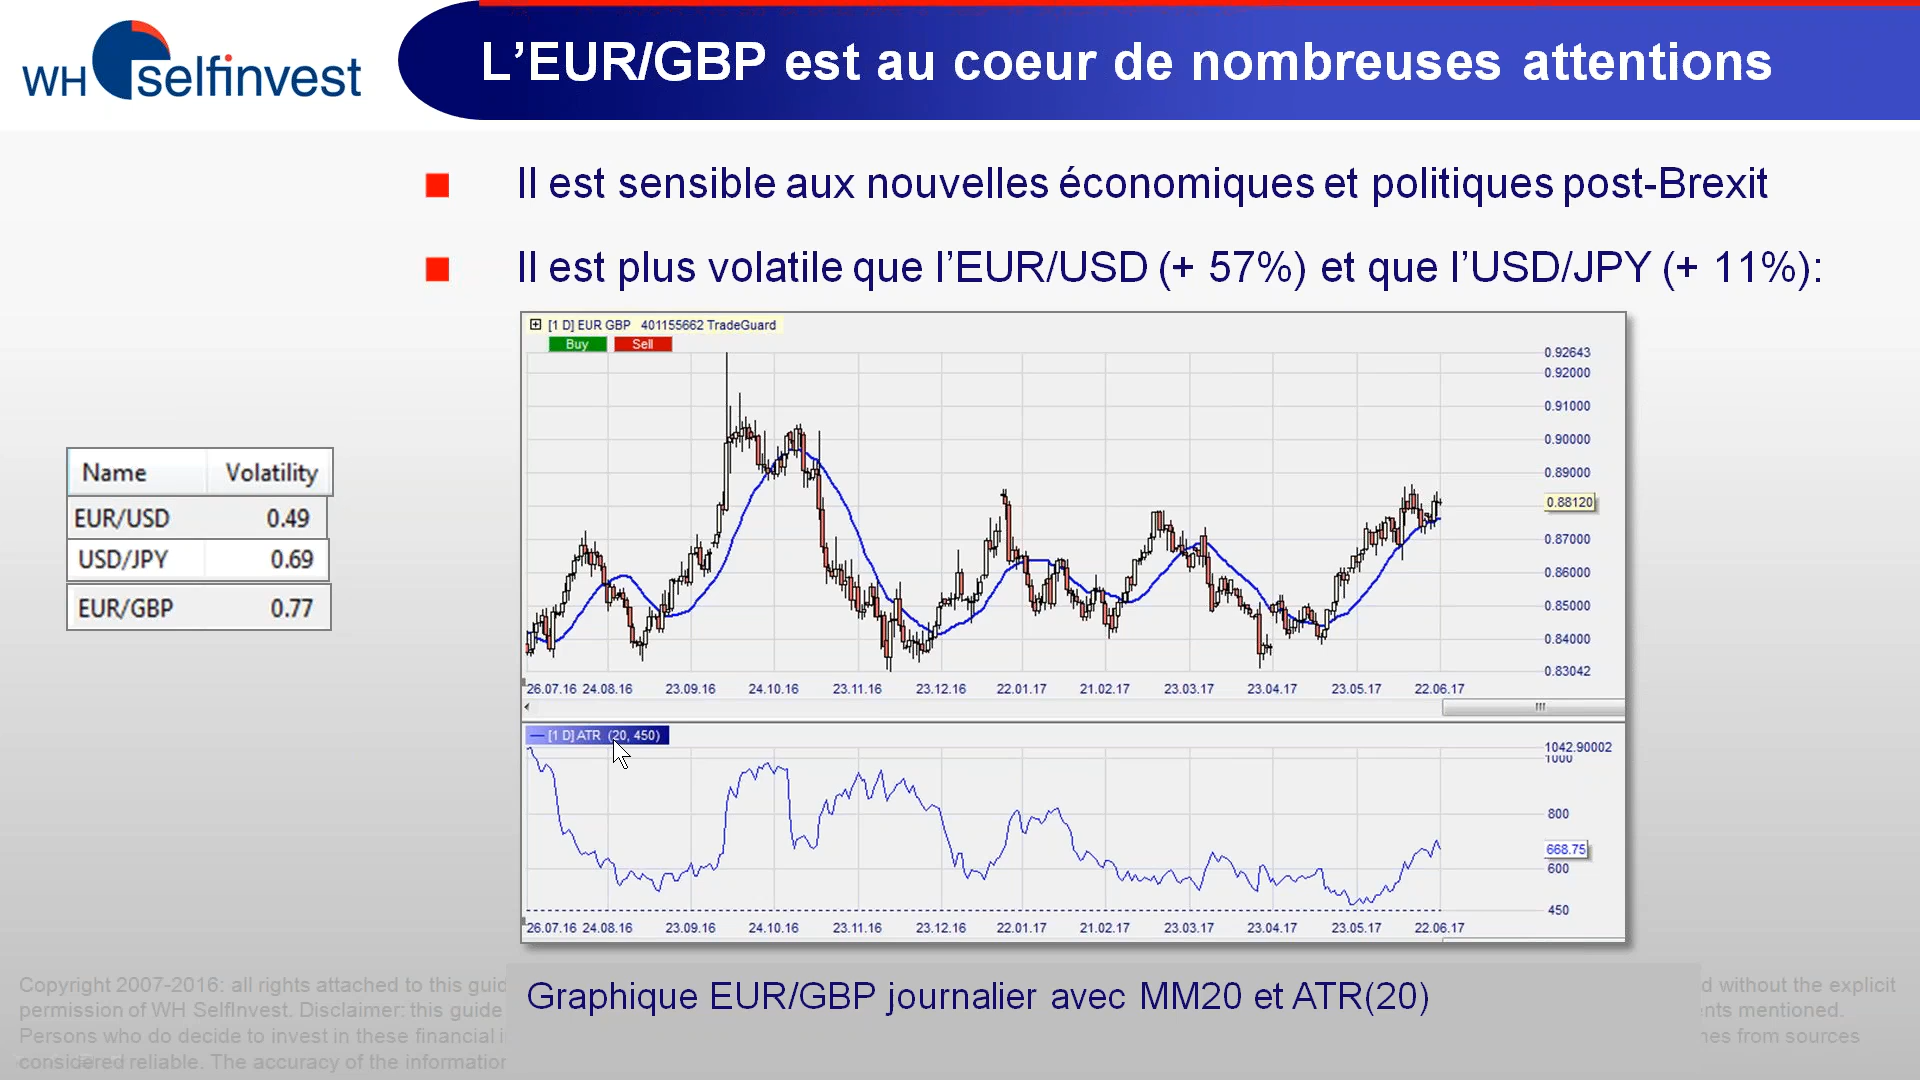 WH selfinvest
L’EUR/GBP est au coeur de nombreuses attentions
Il est sensible aux nouvelles économiques et politiques post-Brexit
Il est plus volatile que l’EUR/USD (+ 57%) et que l’USD/JPY (+ 11%):
Name Volatility
EUR/USD 0.49
USD/JPY 0.69
EUR/GBP 0.77
[1 D] EUR GBP 401155662 TradeGuard
Buy Sell
0.92643
0.92000
0.91000
0.90000
0.89000
0.88120
0.87000
0.86000
0.85000
0.84000
0.83042
26.07.16 24.08.16 23.09.16 24.10.16 23.11.16 23.12.16 22.01.17 21.02.17 23.03.17 23.04.17 23.05.17 22.06.17
[1 D] ATR (20, 450)
1042.90002
1000
800
668.75
600
450
26.07.16 24.08.16 23.09.16 24.10.16 23.11.16 23.12.16 22.01.17 21.02.17 23.03.17 23.04.17 23.05.17 22.06.17
Graphique EUR/GBP journalier avec MM20 et ATR(20)
Copyright 2007-2016: all rights attached to this guid d without the explicit
permission of WH SelfInvest. Disclaimer: this guide nts mentioned.
Persons who do decide to invest in these financial i nes from sources
considered reliable. The accuracy of the information